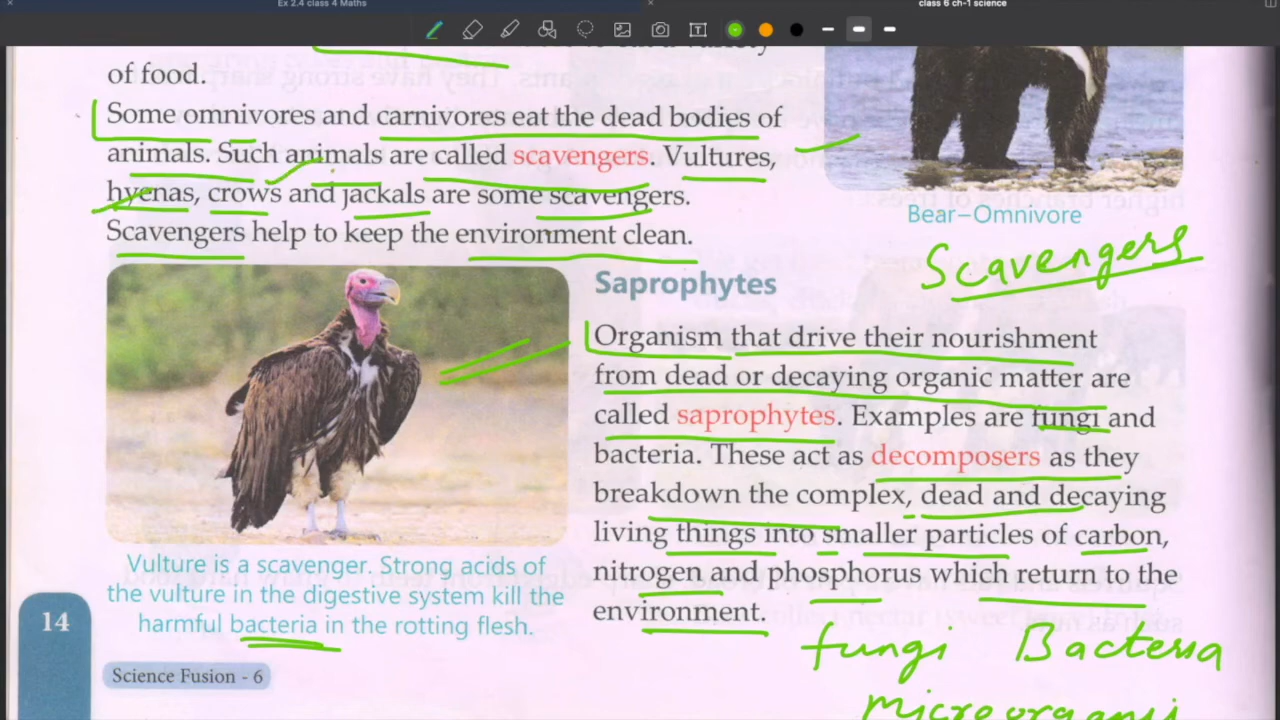 Ex 2.4 class 4 Maths
class 6 ch-1 science
of food.
Some omnivores and carnivores eat the dead bodies of
animals. Such animals are called scavengers. Vultures,
hyenas, crows and jackals are some scavengers.
Scavengers help to keep the environment clean.
Bear–Omnivore
Scavengers
Saprophytes
Organism that drive their nourishment
from dead or decaying organic matter are
called saprophytes. Examples are fungi and
bacteria. These act as decomposers as they
breakdown the complex, dead and decaying
living things into smaller particles of carbon,
nitrogen and phosphorus which return to the
environment.
Vulture is a scavenger. Strong acids of
the vulture in the digestive system kill the
harmful bacteria in the rotting flesh.
14
Science Fusion - 6
fungi Bacteria